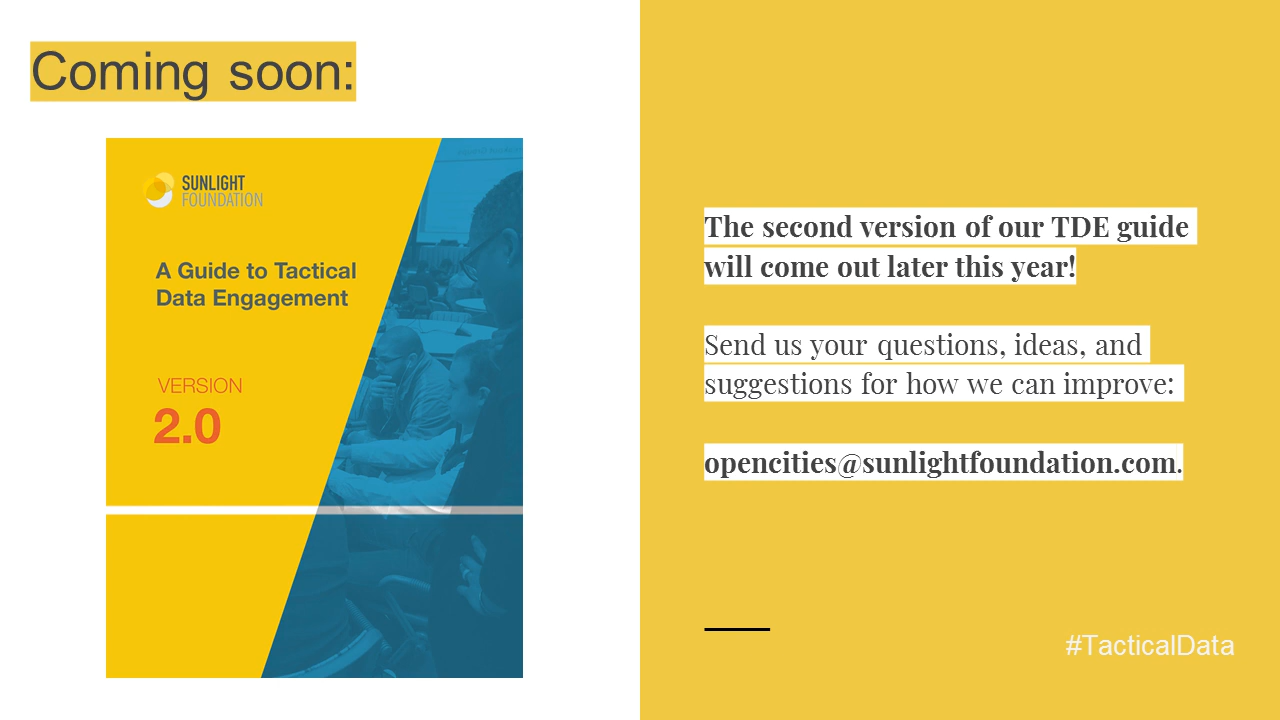 Coming soon:
SUNLIGHT
FOUNDATION
A Guide to Tactical
Data Engagement
VERSION
2.0
The second version of our TDE guide
will come out later this year!
Send us your questions, ideas, and
suggestions for how we can improve:
opencities@sunlightfoundation.com.
#TacticalData